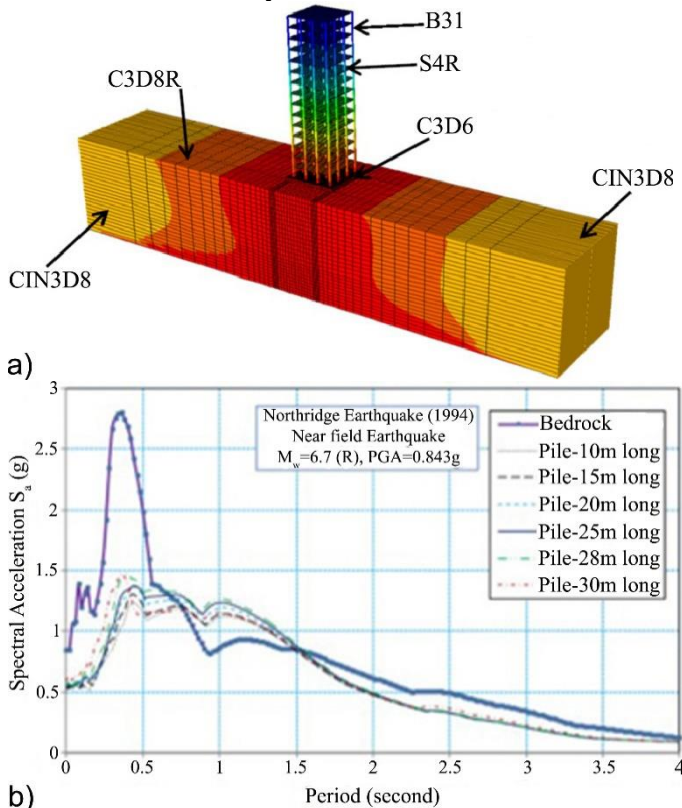 B31
S4R
C3D8R
C3D6
CIN3D8
CIN3D8
a)
3
2.5
2
1.5
1
0.5
0
Spectral Acceleration Sa (g)
Northridge Earthquake (1994)
Near field Earthquake
Mw=6.7 (R), PGA=0.843g
Bedrock
Pile-10m long
Pile-15m long
Pile-20m long
Pile-25m long
Pile-28m long
Pile-30m long
0 0.5 1 1.5 2 2.5 3 3.5 4
Period (second)
b)